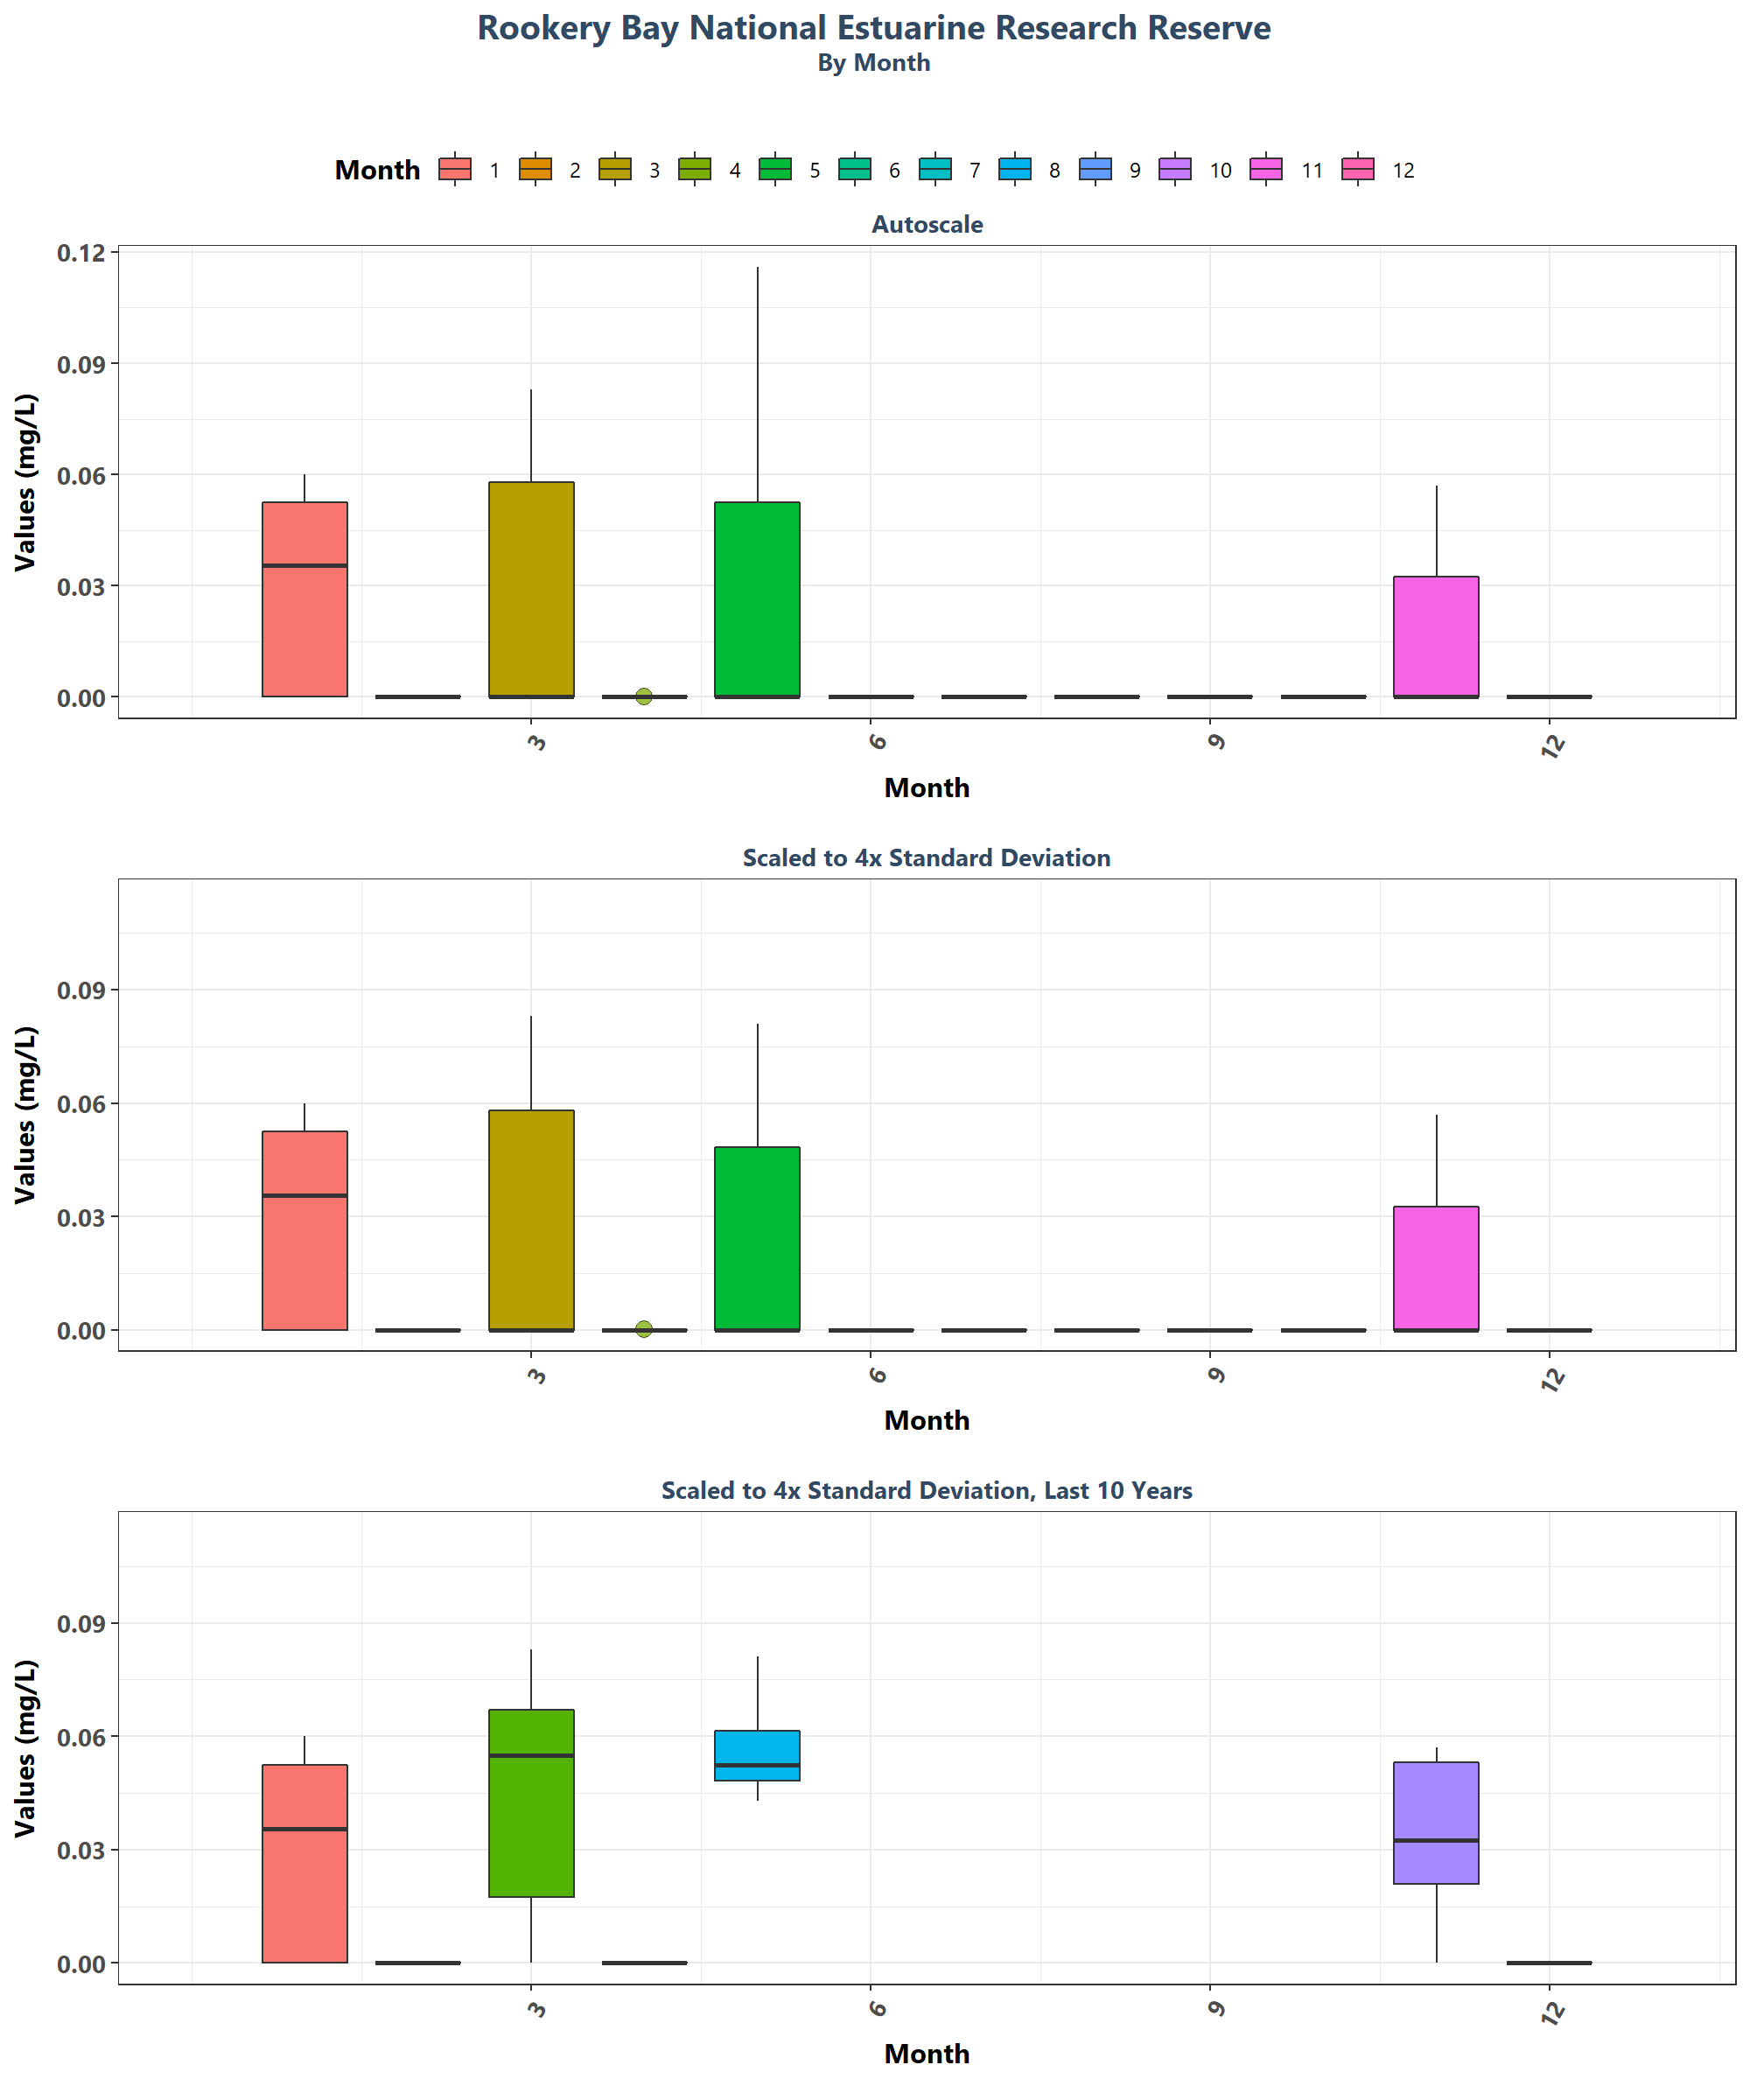 Rookery Bay National Estuarine Research Reserve
By Month
Month 1 2 3 4 5 6 7 8 9 10 11 12
Autoscale
Values (mg/L)
0.12
0.09
0.06
0.03
0.00
3 6 9 12
Month
Scaled to 4x Standard Deviation
Values (mg/L)
0.09
0.06
0.03
0.00
3 6 9 12
Month
Scaled to 4x Standard Deviation, Last 10 Years
Values (mg/L)
0.09
0.06
0.03
0.00
3 6 9 12
Month